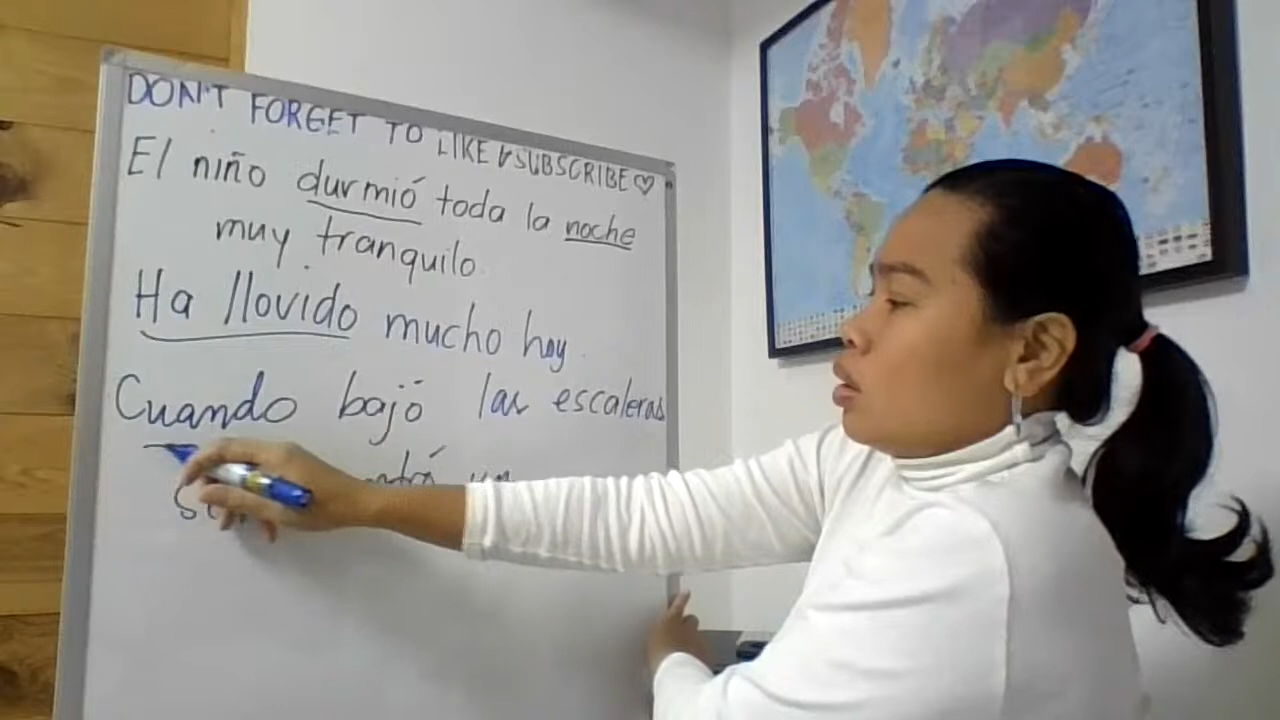 DON'T FORGET TO LIKE & SUBSCRIBE ♡
El niño durmió toda la noche
muy tranquilo.
Ha llovido mucho hoy.
Cuando bajó las escaleras
un